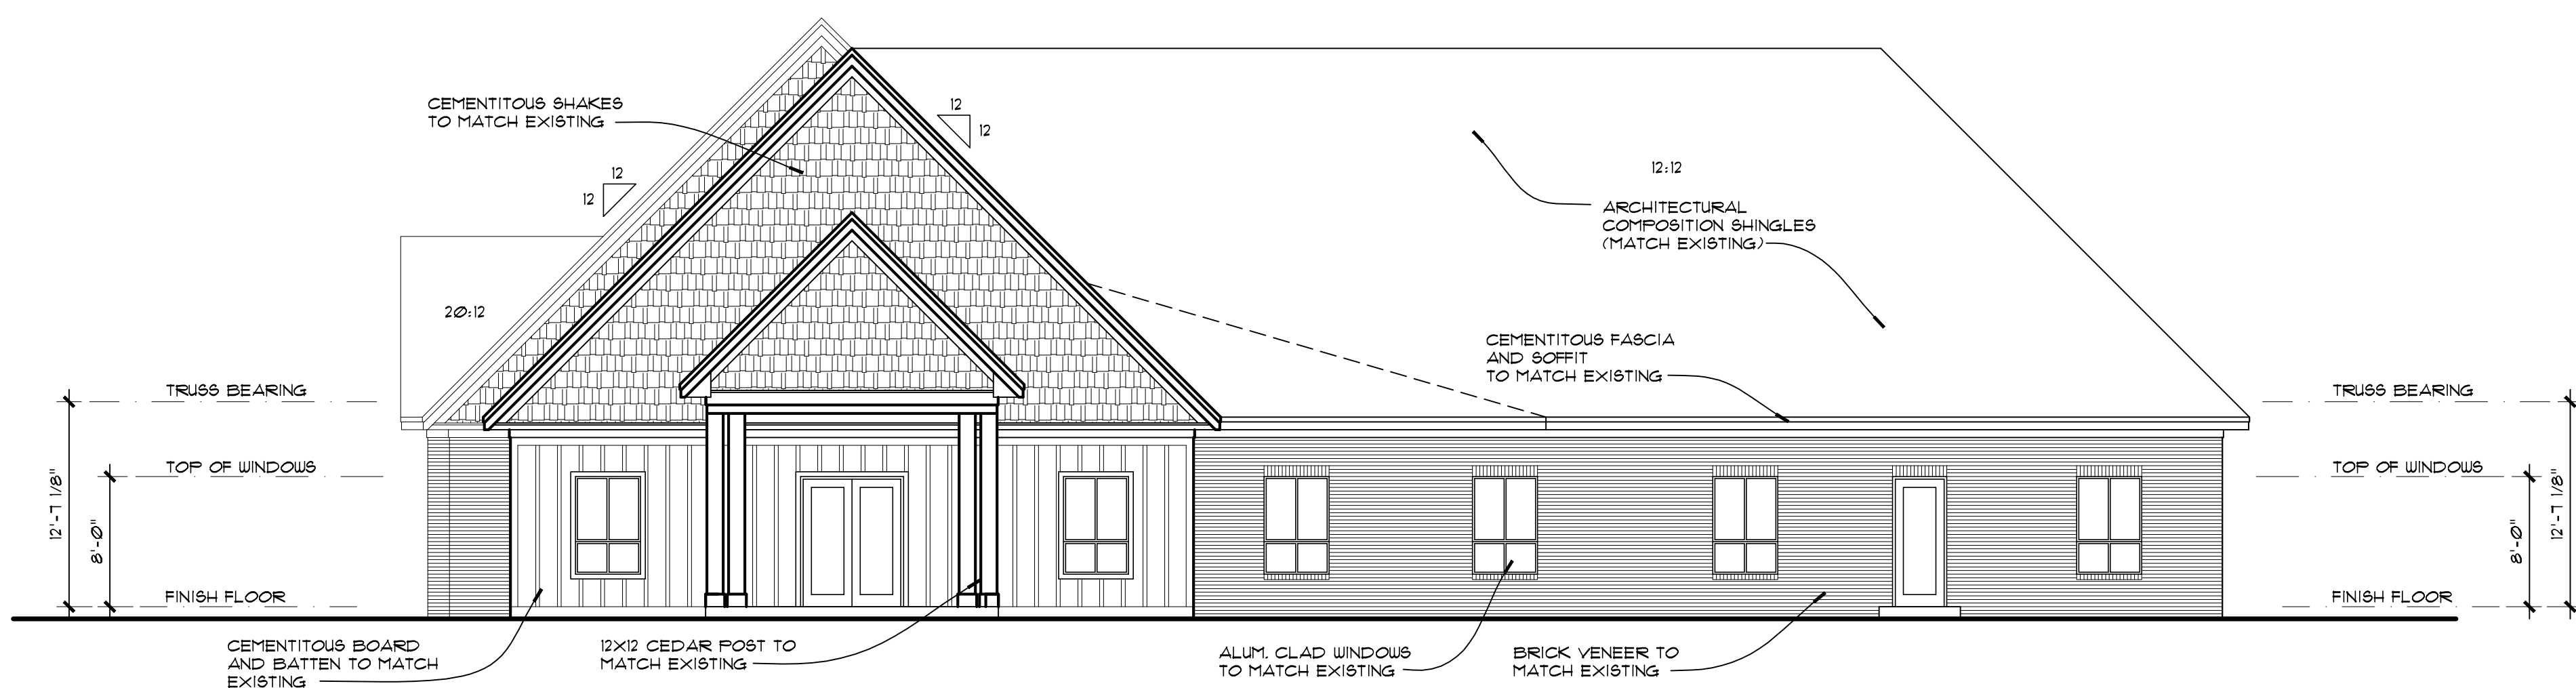 CEMENTITOUS SHAKES
TO MATCH EXISTING
12
12
12
12
12:12
ARCHITECTURAL
COMPOSITION SHINGLES
(MATCH EXISTING)
20:12
CEMENTITOUS FASCIA
AND SOFFIT
TO MATCH EXISTING
TRUSS BEARING
TRUSS BEARING
TOP OF WINDOWS
TOP OF WINDOWS
12'-7 1/8"
8'-0"
8'-0"
12'-7 1/8"
FINISH FLOOR
FINISH FLOOR
CEMENTITOUS BOARD
AND BATTEN TO MATCH
EXISTING
12X12 CEDAR POST TO
MATCH EXISTING
ALUM. CLAD WINDOWS
TO MATCH EXISTING
BRICK VENEER TO
MATCH EXISTING